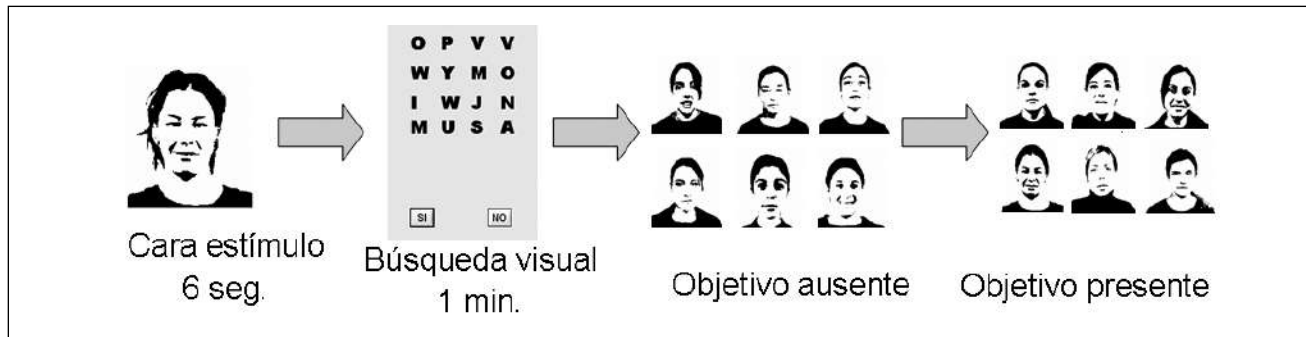 O P V V
W Y M O
I W J N
M U S A
SI NO
Cara estímulo
6 seg.
Búsqueda visual
1 min.
Objetivo ausente
Objetivo presente